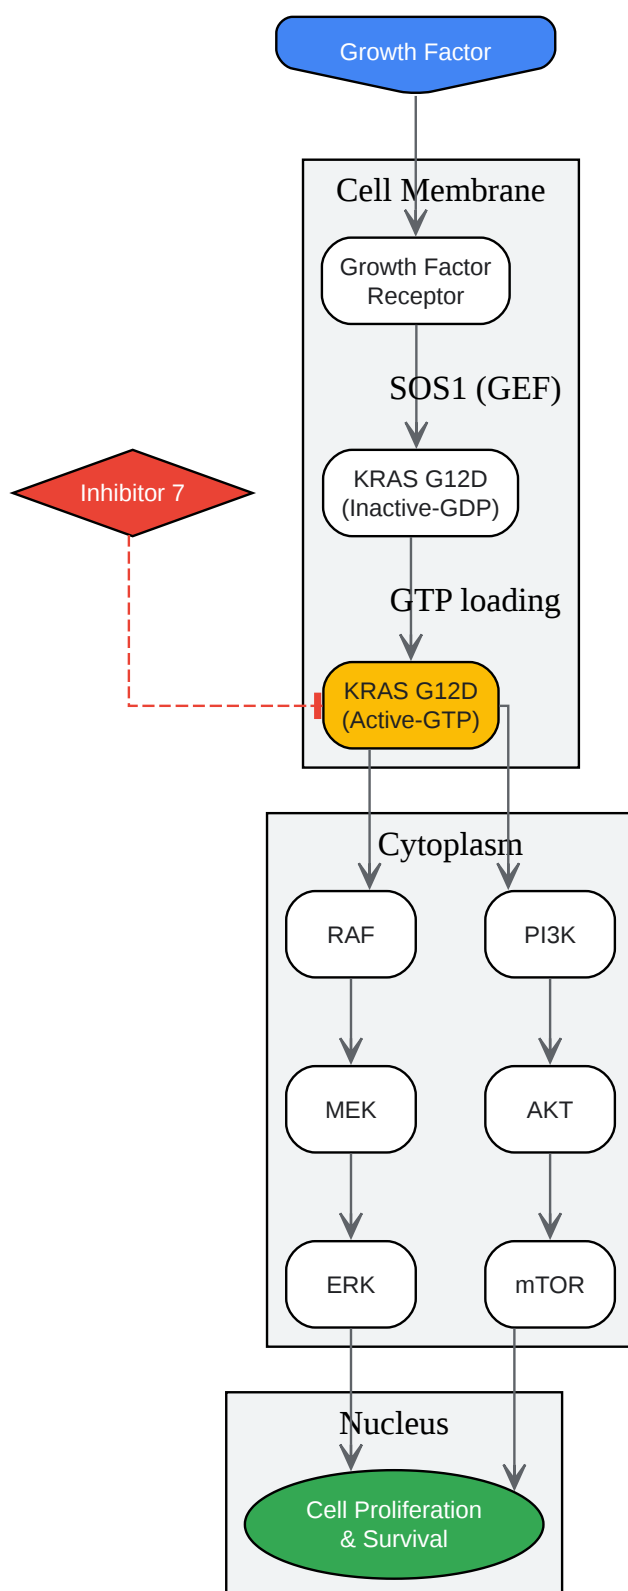 Growth Factor
Cell Membrane
Growth Factor
Receptor
SOS1 (GEF)
Inhibitor 7
KRAS G12D
(Inactive-GDP)
GTP loading
KRAS G12D
(Active-GTP)
Cytoplasm
RAF
PI3K
MEK
AKT
ERK
mTOR
Nucleus
Cell Proliferation
& Survival